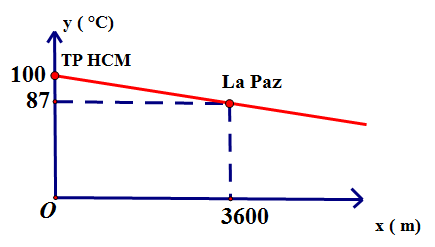 y ( °C)
TP HCM
100
La Paz
87
O
3600
x ( m)